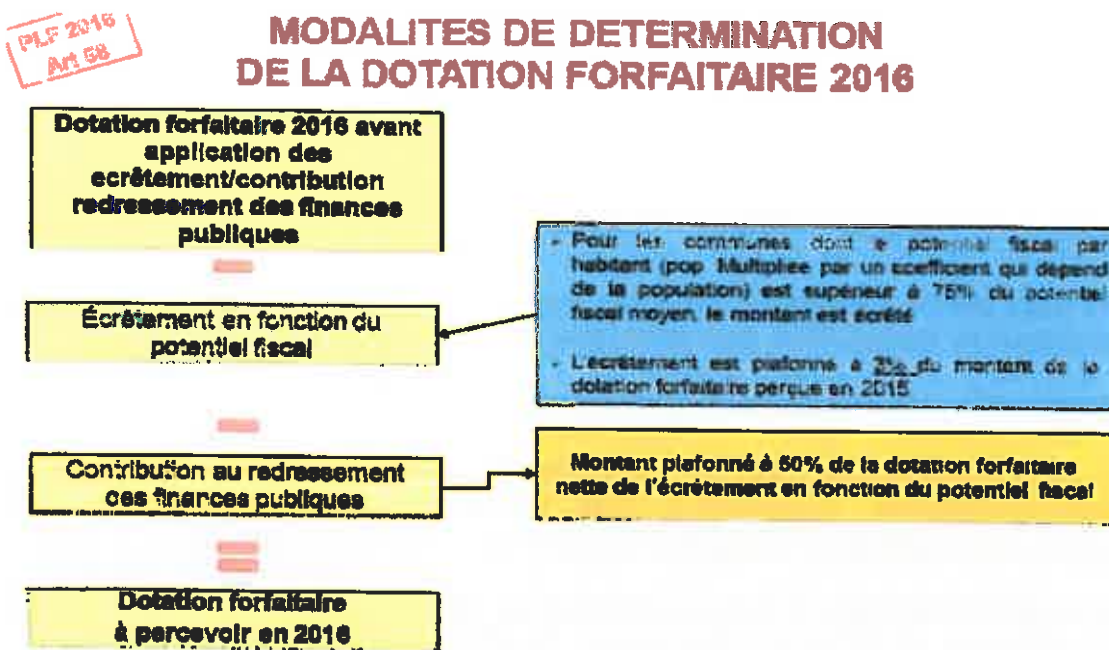 PLF 2016
Art 58
MODALITES DE DETERMINATION
DE LA DOTATION FORFAITAIRE 2016
Dotation forfaitaire 2016 avant
application des
ecrêtement/contribution
redressement des finances
publiques
Écrêtement en fonction du
potentiel fiscal
- Pour les communes dont le potentiel fiscal par
habitant (pop Multipliée par un coefficient qui dépend
de la population) est supérieur à 75% du potentiel
fiscal moyen, le montant est écrêté
- L'écrêtement est plafonné à 3% du montant de la
dotation forfaitaire perçue en 2015
Contribution au redressement
des finances publiques
Montant plafonné à 50% de la dotation forfaitaire
nette de l'écrêtement en fonction du potentiel fiscal
Dotation forfaitaire
à percevoir en 2016